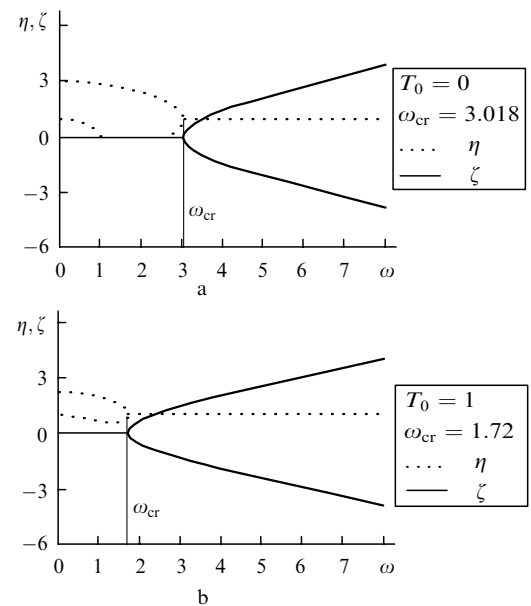 η, ζ
3
0
−3
−6
0 1 2 3 4 5 6 7 ω
ω_cr
a
T_0 = 0
ω_cr = 3.018
. . . . η
— ζ
η, ζ
3
0
−3
−6
0 1 2 3 4 5 6 7 ω
ω_cr
b
T_0 = 1
ω_cr = 1.72
. . . . η
— ζ